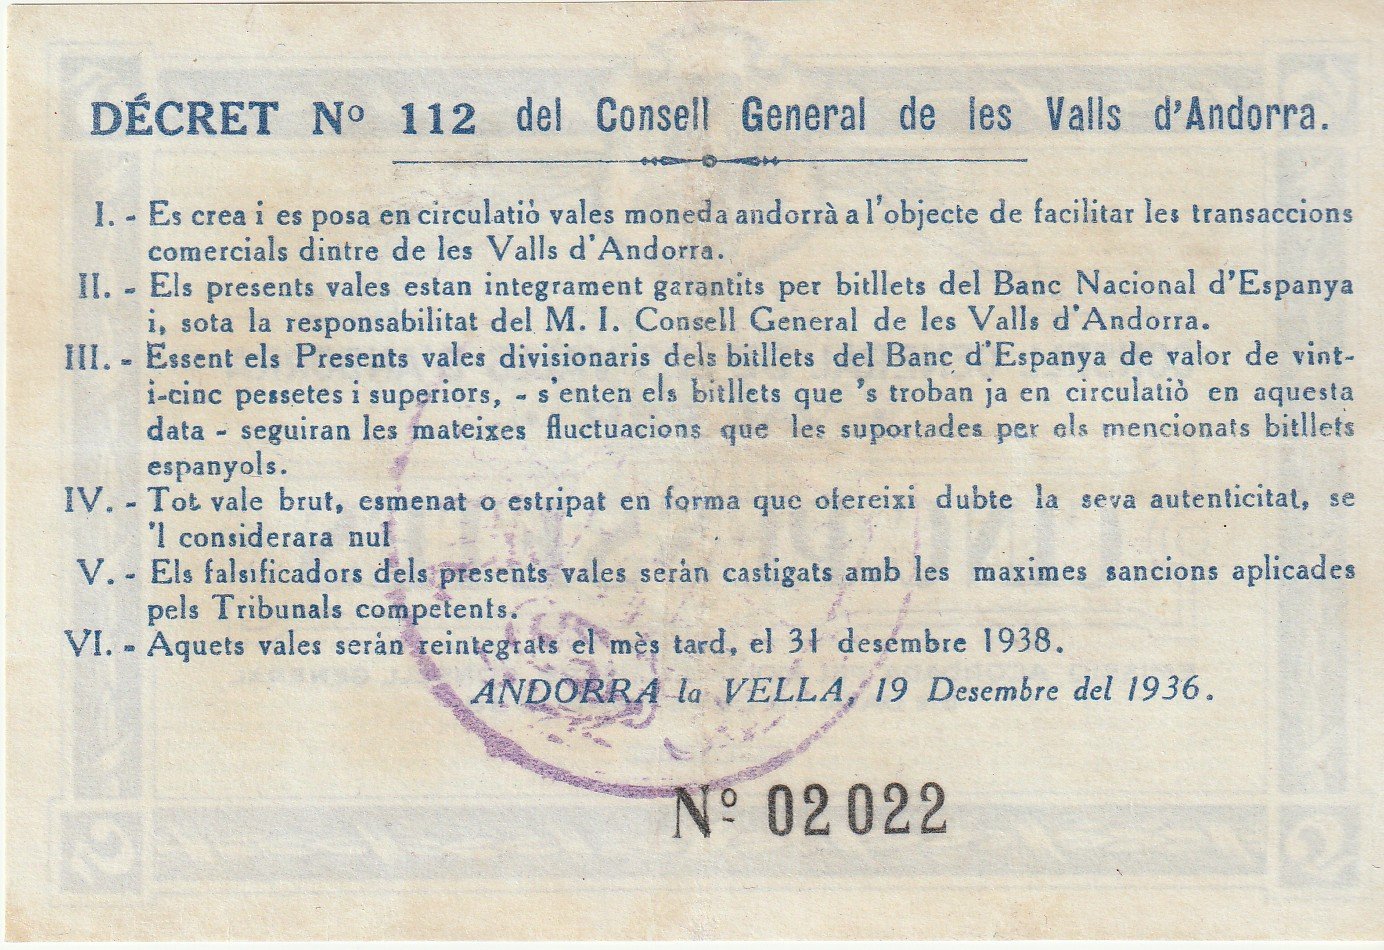 DÉCRET Nº 112 del Consell General de les Valls d'Andorra.
I. - Es crea i es posa en circulatiò vales moneda andorrà a l'objecte de facilitar les transaccions
comercials dintre de les Valls d'Andorra.
II. - Els presents vales estan integrament garantits per bitllets del Banc Nacional d'Espanya
i, sota la responsabilitat del M. I. Consell General de les Valls d'Andorra.
III. - Essent els Presents vales divisionaris dels bitllets del Banc d'Espanya de valor de vint-
i-cinc pessetes i superiors, - s'enten els bitllets que 's troban ja en circulatiò en aquesta
data - seguiran les mateixes fluctuacions que les suportades per els mencionats bitllets
espanyols.
IV. - Tot vale brut, esmenat o estripat en forma que ofereixi dubte la seva autenticitat, se
'l considerara nul
V. - Els falsificadors dels presents vales seràn castigats amb les maximes sancions aplicades
pels Tribunals competents.
VI. - Aquets vales seràn reintegrats el mès tard, el 31 desembre 1938.
ANDORRA la VELLA, 19 Desembre del 1936.
Nº 02022